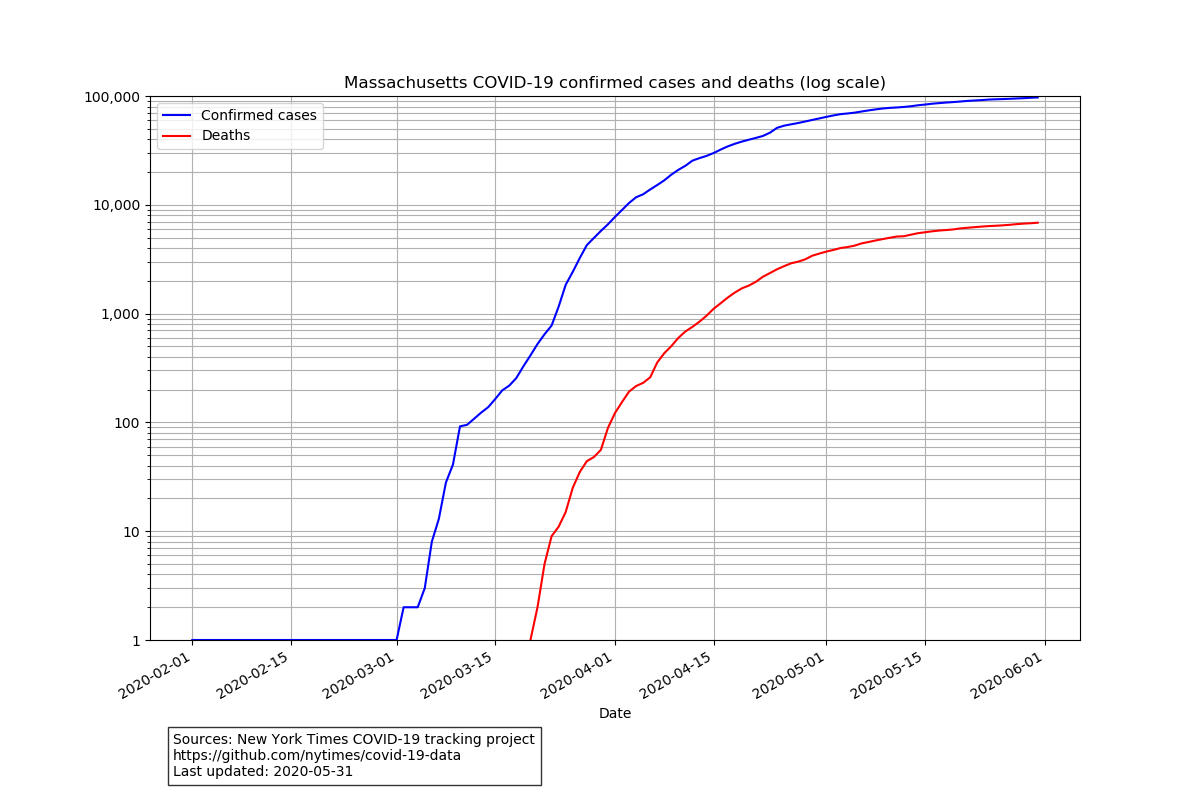 Massachusetts COVID-19 confirmed cases and deaths (log scale)
100,000
10,000
1,000
100
10
1
Confirmed cases
Deaths
2020-02-01
2020-02-15
2020-03-01
2020-03-15
2020-04-01
2020-04-15
2020-05-01
2020-05-15
2020-06-01
Date
Sources: New York Times COVID-19 tracking project
https://github.com/nytimes/covid-19-data
Last updated: 2020-05-31